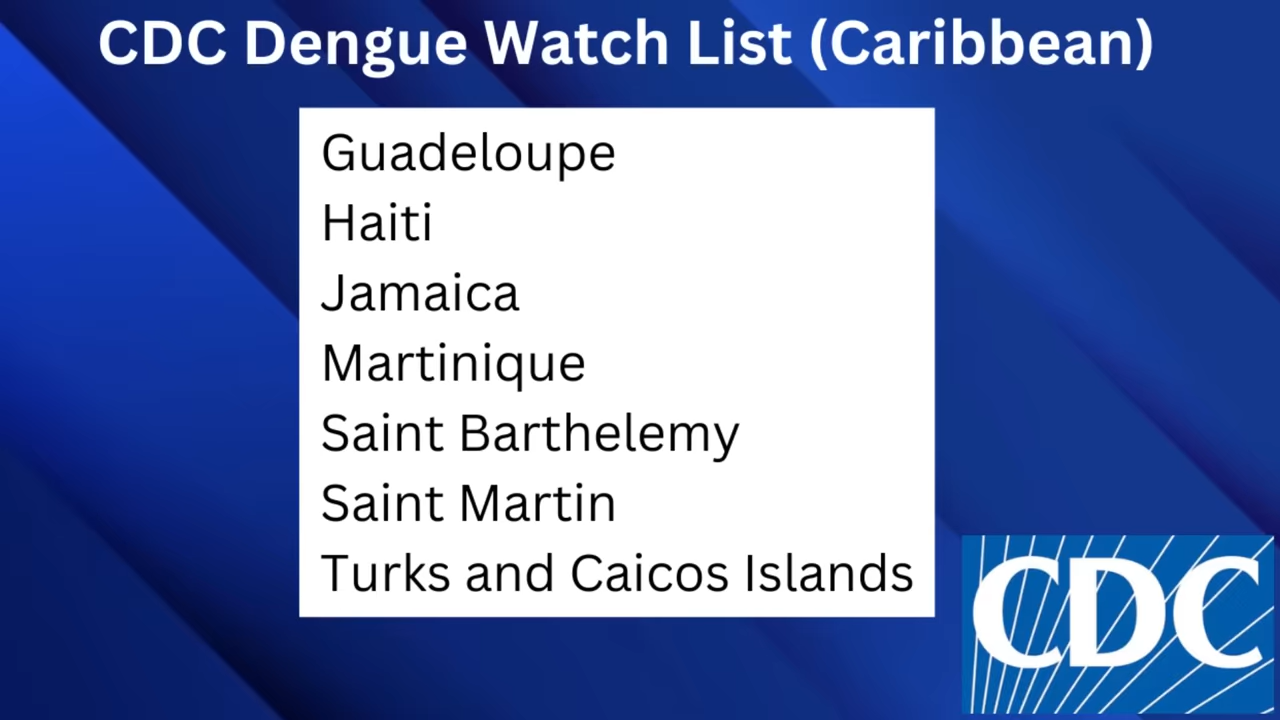 CDC Dengue Watch List (Caribbean)
Guadeloupe
Haiti
Jamaica
Martinique
Saint Barthelemy
Saint Martin
Turks and Caicos Islands
CDC